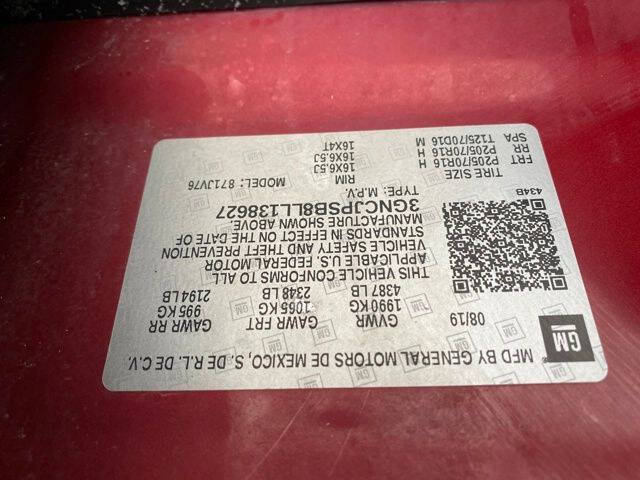 MFD BY GENERAL MOTORS DE MEXICO, S. DE R.L. DE C.V.
GM
08/19
GVWR
1990 KG
4387 LB
GAWR FRT
1065 KG
2348 LB
GAWR RR
995 KG
2194 LB
THIS VEHICLE CONFORMS TO ALL
APPLICABLE U.S. FEDERAL MOTOR
VEHICLE SAFETY AND THEFT PREVENTION
STANDARDS IN EFFECT ON THE DATE OF
MANUFACTURE SHOWN ABOVE
3GNCJPSB8LL138627
TYPE: M.P.V.
MODEL: 871JV76
434B
TIRE SIZE
RIM
FRT P205/70R16 H 16X6.5J
RR P205/70R16 H 16X6.5J
SPA T125/70D16 M 16X4T